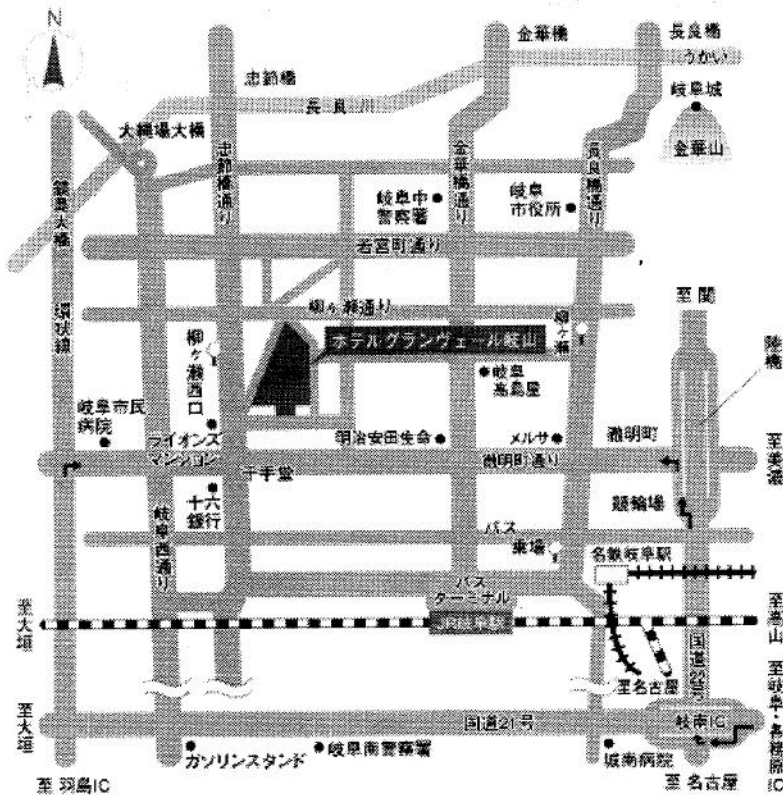 N
金華橋
長良橋
うかい
忠節橋
長良川
岐阜城
金華山
大縄場大橋
忠節橋通り
金華橋通り
長良橋通り
鏡島大橋
岐阜中
警察署
岐阜
市役所
若宮町通り
環状線
至 関
柳ヶ瀬通り
柳ヶ瀬
柳ヶ瀬西口
ホテルグランヴェール岐山
陸橋
岐阜
高島屋
岐阜市民
病院
ライオンズ
マンション
明治安田生命
メルサ
徹明町
徹明町通り
至美濃
千手堂
十六
銀行
競輪場
岐阜西通り
バス
乗場
名鉄岐阜駅
バス
ターミナル
JR岐阜駅
至大垣
至高山
国道22号
至名古屋
至岐阜各務原IC
至大垣
国道21号
岐南IC
ガソリンスタンド
岐阜南警察署
城南病院
至 羽島IC
至 名古屋